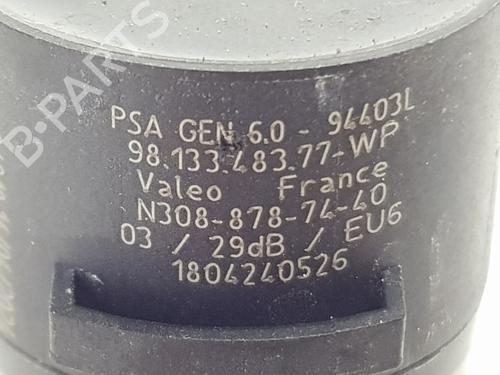 PSA GEN 6.0 - 94403L
98.133.483.77-WP
Valeo France
N308-878-74-40
03 / 29dB / EU6
1804240526
B-PARTS